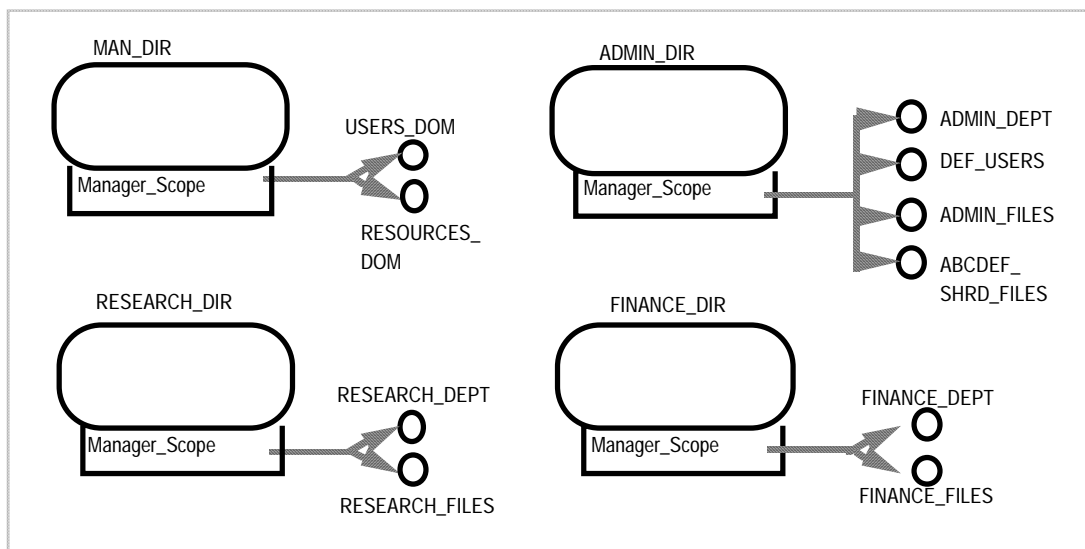 MAN_DIR
USERS_DOM
Manager_Scope
RESOURCES_
DOM
ADMIN_DIR
ADMIN_DEPT
DEF_USERS
Manager_Scope
ADMIN_FILES
ABCDEF_
SHRD_FILES
RESEARCH_DIR
RESEARCH_DEPT
Manager_Scope
RESEARCH_FILES
FINANCE_DIR
FINANCE_DEPT
Manager_Scope
FINANCE_FILES